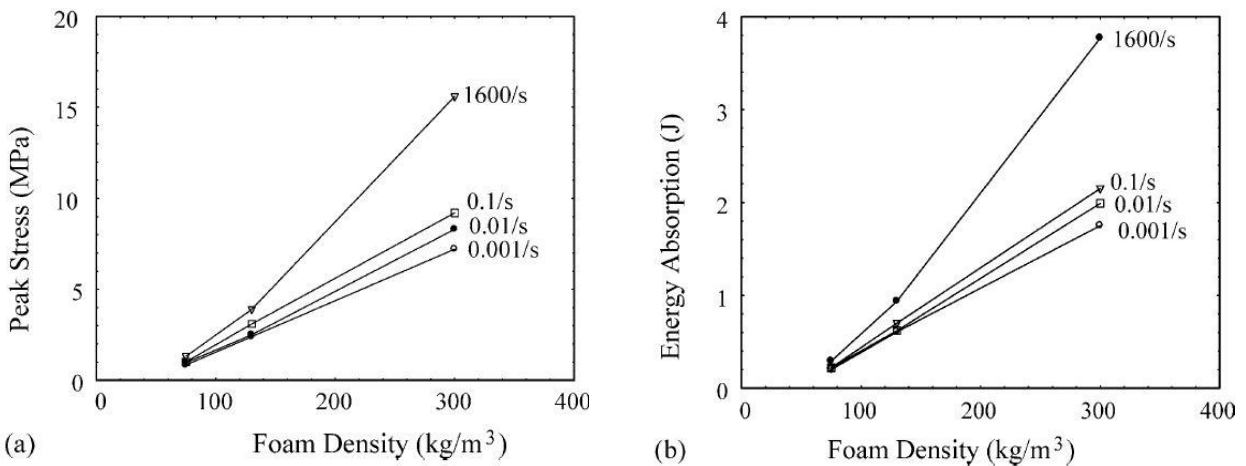 20
15
10
5
0
0 100 200 300 400
Peak Stress (MPa)
Foam Density (kg/m³)
1600/s
0.1/s
0.01/s
0.001/s
(a)
4
3
2
1
0
0 100 200 300 400
Energy Absorption (J)
Foam Density (kg/m³)
1600/s
0.1/s
0.01/s
0.001/s
(b)